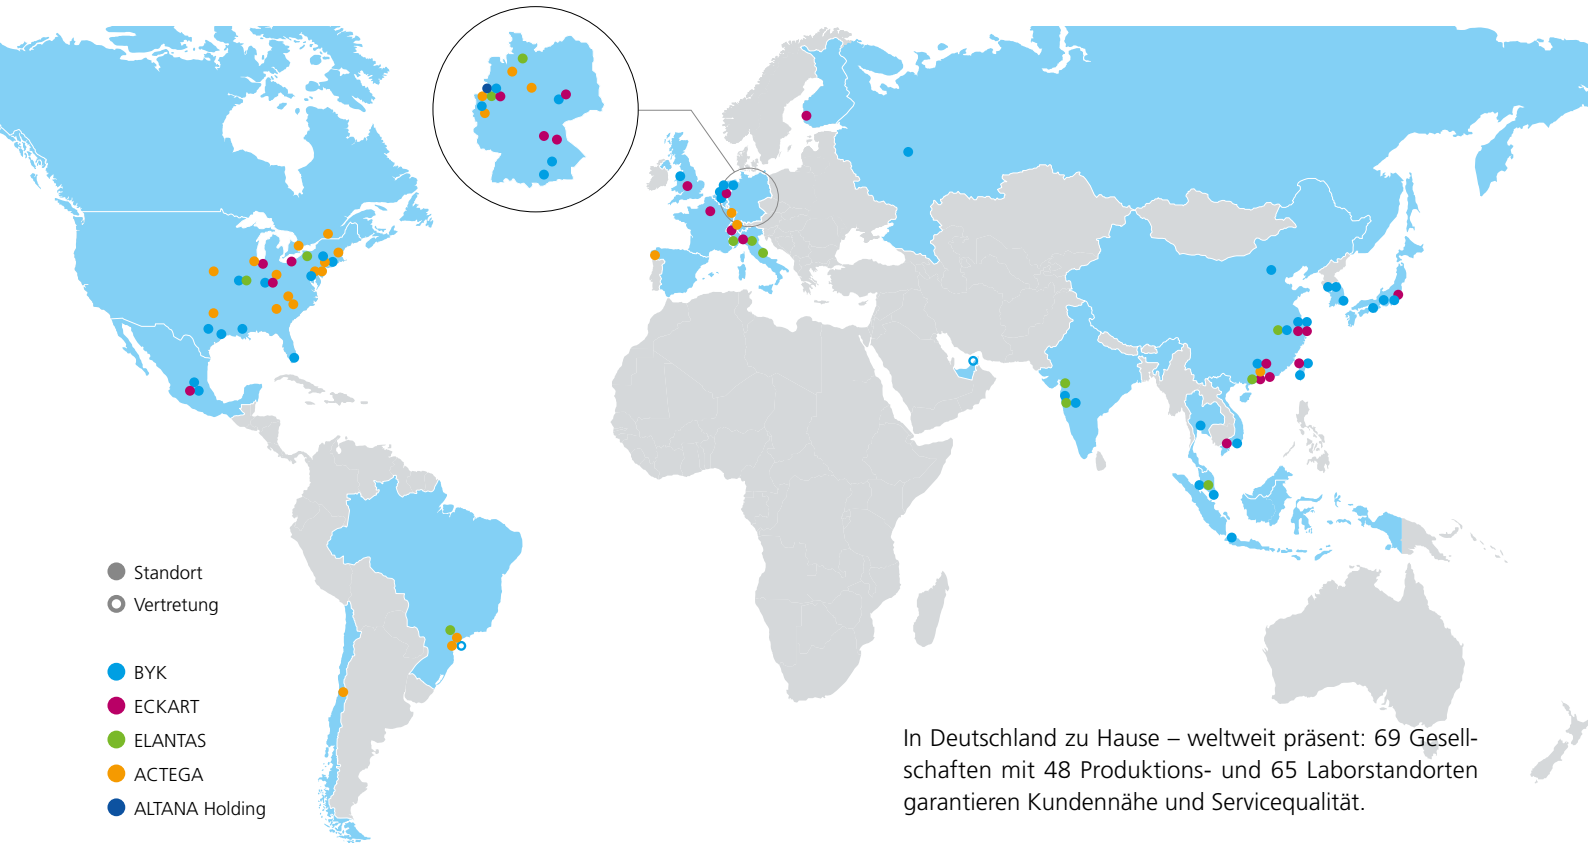 Standort
Vertretung
BYK
ECKART
ELANTAS
ACTEGA
ALTANA Holding
In Deutschland zu Hause – weltweit präsent: 69 Gesell-
schaften mit 48 Produktions- und 65 Laborstandorten
garantieren Kundennähe und Servicequalität.